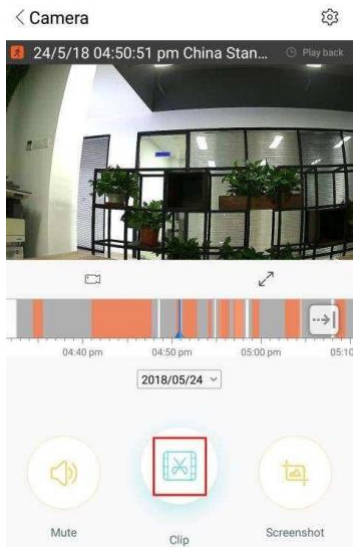 Camera
24/5/18 04:50:51 pm China Stan... Play back
04:40 pm 04:50 pm 05:00 pm 05:10
2018/05/24
Mute Clip Screenshot